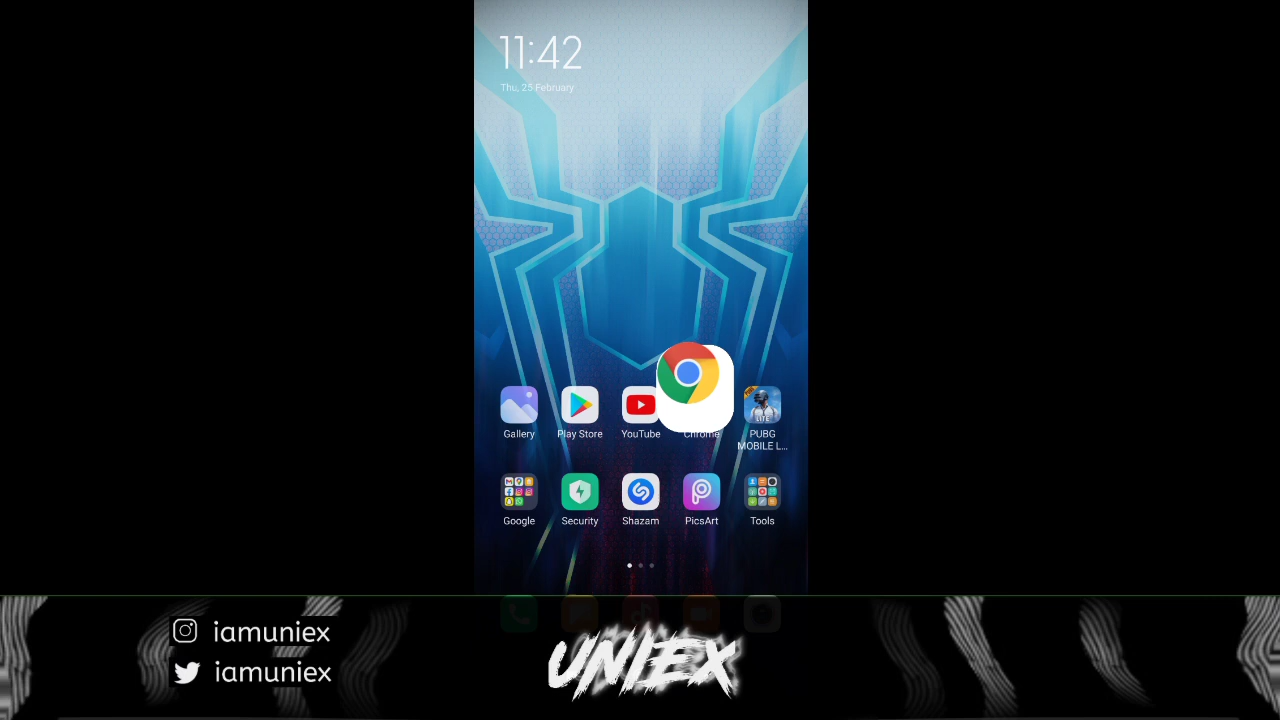 11:42
Thu, 25 February
Gallery
Play Store
YouTube
Chrome
PUBG
MOBILE L...
LITE
Google
Security
Shazam
PicsArt
Tools
iamuniex
iamuniex
UNIEX